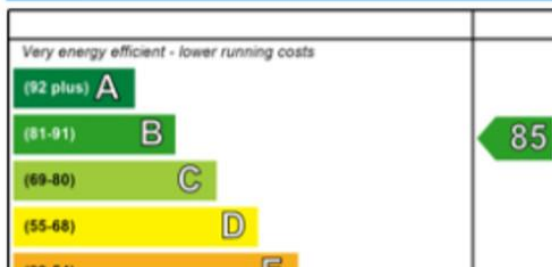 Very energy efficient - lower running costs
(92 plus) A
(81-91) B
85
(69-80) C
(55-68) D
E